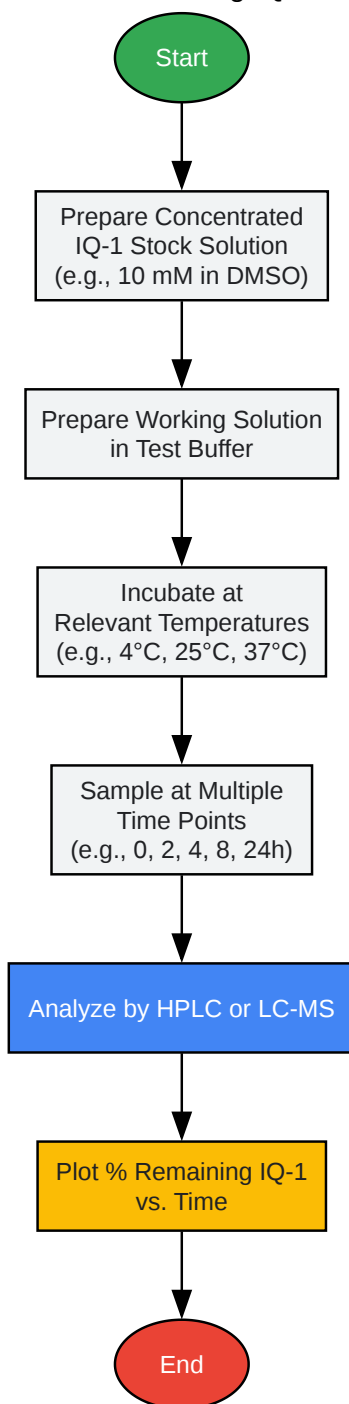 Start
Prepare Concentrated
IQ-1 Stock Solution
(e.g., 10 mM in DMSO)
Prepare Working Solution
in Test Buffer
Incubate at
Relevant Temperatures
(e.g., 4°C, 25°C, 37°C)
Sample at Multiple
Time Points
(e.g., 0, 2, 4, 8, 24h)
Analyze by HPLC or LC-MS
Plot % Remaining IQ-1
vs. Time
End